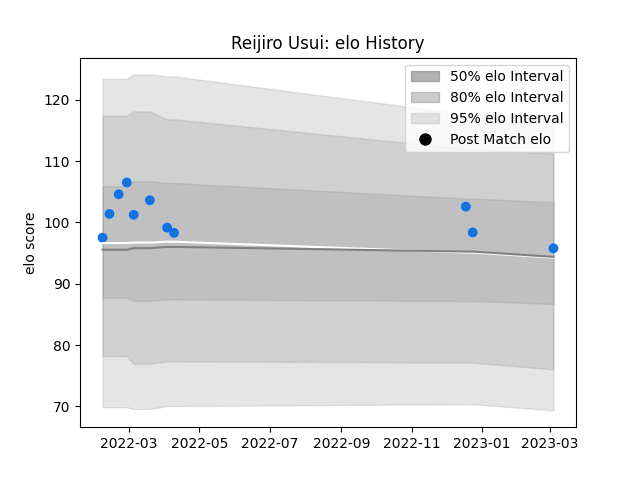 Reijiro Usui: elo History
50% elo Interval
80% elo Interval
95% elo Interval
Post Match elo
elo score
120
110
100
90
80
70
2022-03
2022-05
2022-07
2022-09
2022-11
2023-01
2023-03